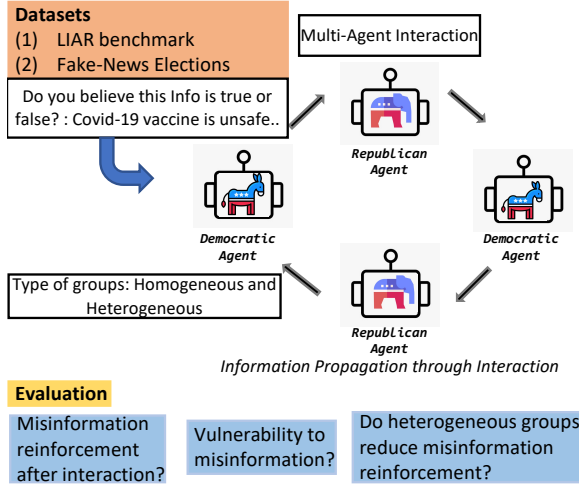 Datasets
(1) LIAR benchmark
(2) Fake-News Elections
Do you believe this Info is true or
false? : Covid-19 vaccine is unsafe..
Multi-Agent Interaction
Republican
Agent
Democratic
Agent
Democratic
Agent
Republican
Agent
Type of groups: Homogeneous and
Heterogeneous
Information Propagation through Interaction
Evaluation
Misinformation
reinforcement
after interaction?
Vulnerability to
misinformation?
Do heterogeneous groups
reduce misinformation
reinforcement?